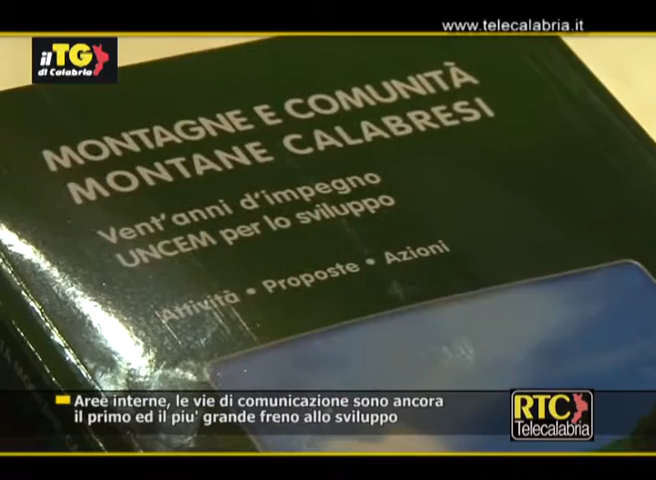 www.telecalabria.it
il TG
di Calabria
MONTAGNE E COMUNITÀ
MONTANE CALABRESI
Vent'anni d'impegno
UNCEM per lo sviluppo
Attività • Proposte • Azioni
Aree interne, le vie di comunicazione sono ancora
il primo ed il piu' grande freno allo sviluppo
RTC
Telecalabria